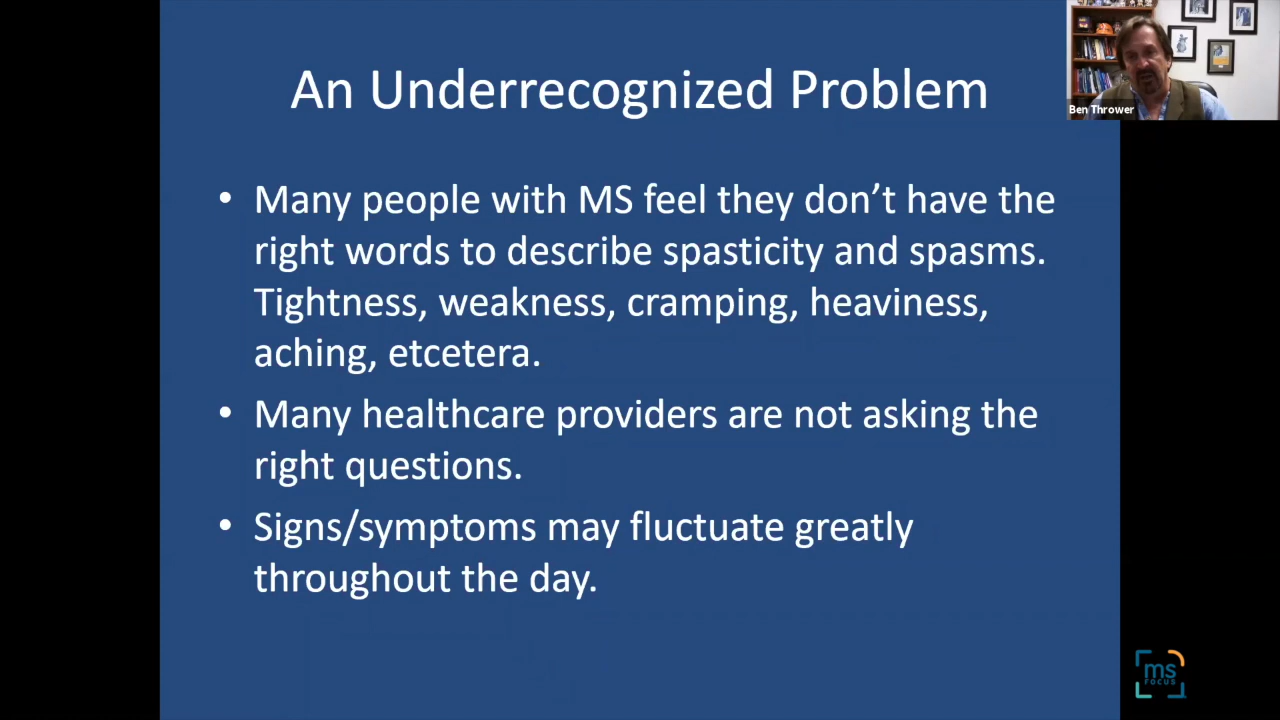 An Underrecognized Problem
Ben Thrower
• Many people with MS feel they don’t have the
right words to describe spasticity and spasms.
Tightness, weakness, cramping, heaviness,
aching, etcetera.
• Many healthcare providers are not asking the
right questions.
• Signs/symptoms may fluctuate greatly
throughout the day.
ms
FOCUS